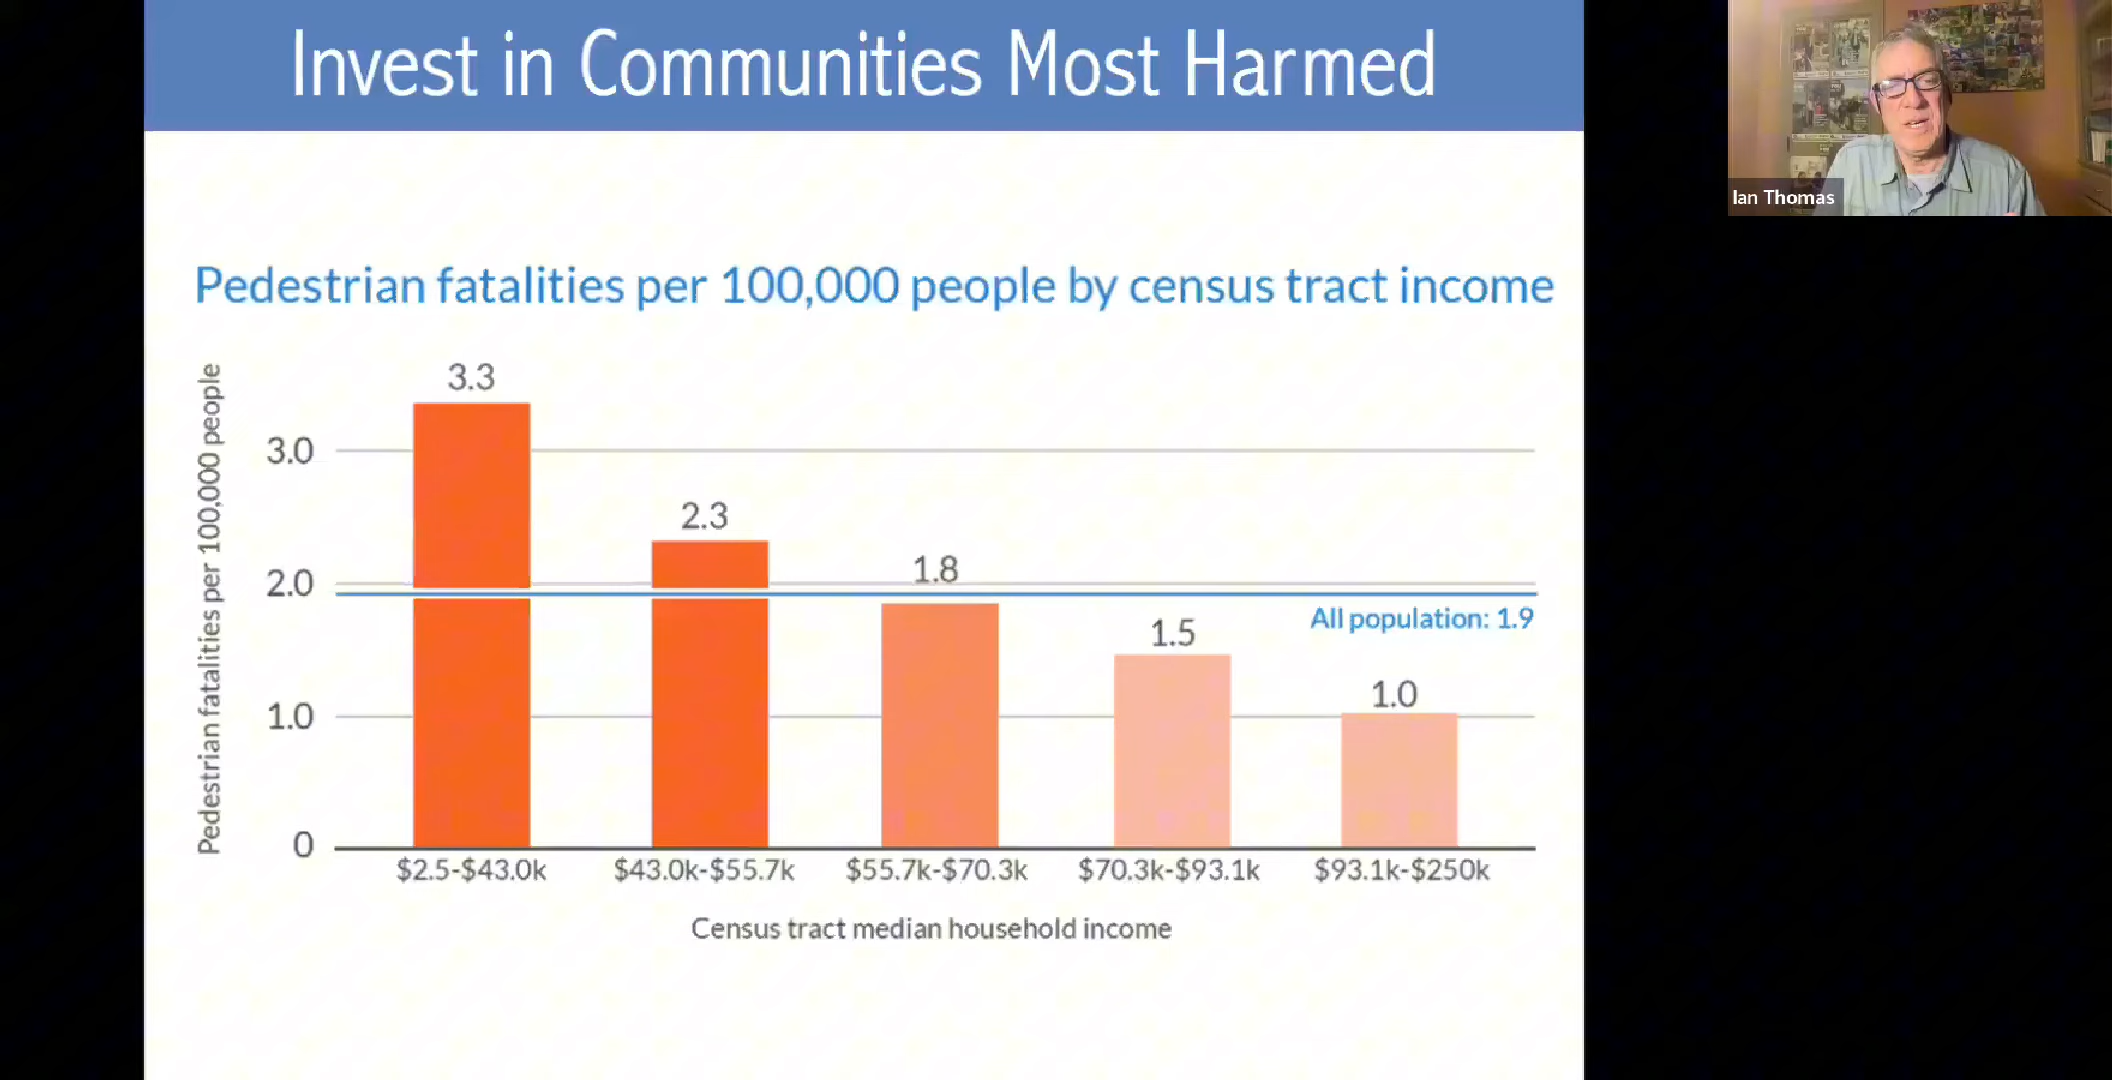 Invest in Communities Most Harmed
Ian Thomas
Pedestrian fatalities per 100,000 people by census tract income
Pedestrian fatalities per 100,000 people
3.3
3.0
2.3
2.0
1.8
All population: 1.9
1.5
1.0
1.0
0
$2.5-$43.0k
$43.0k-$55.7k
$55.7k-$70.3k
$70.3k-$93.1k
$93.1k-$250k
Census tract median household income